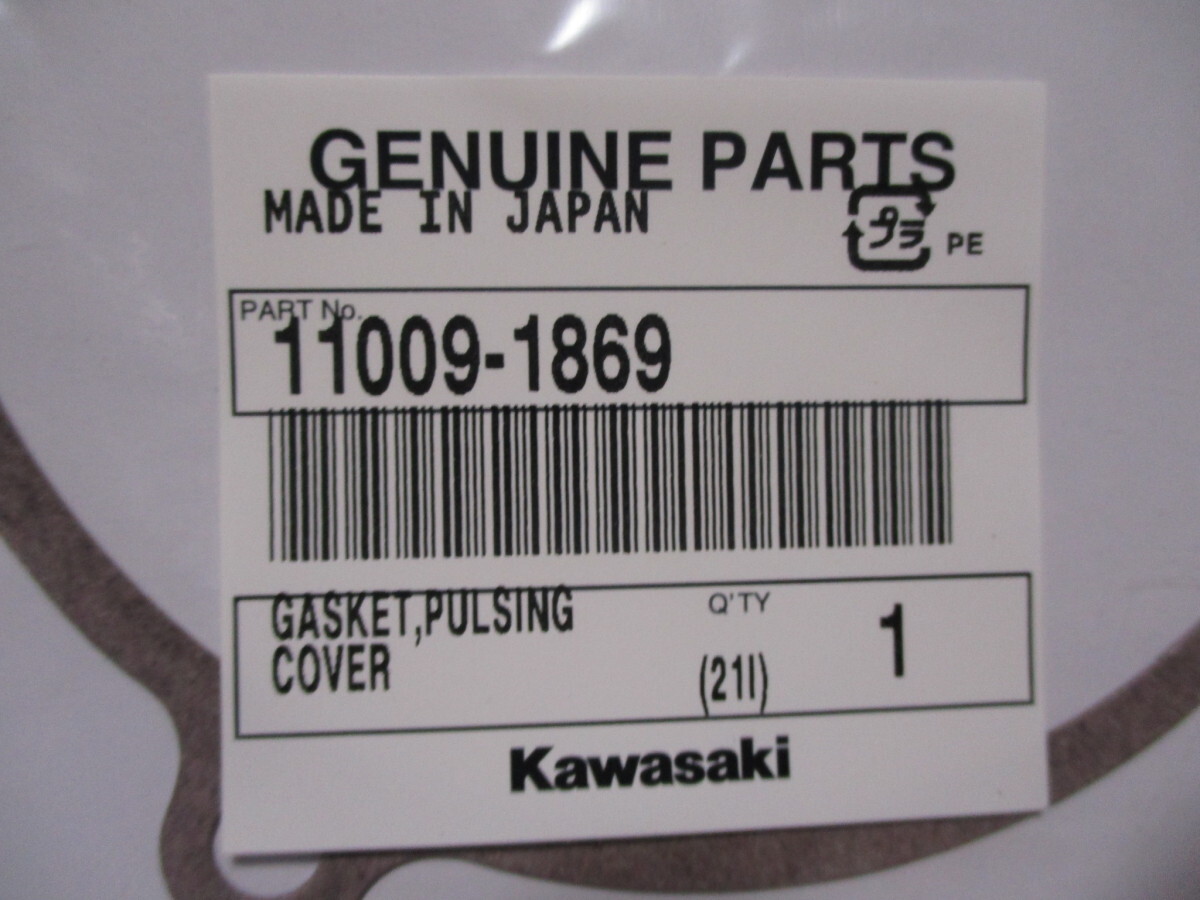 GENUINE PARTS
MADE IN JAPAN
プラ PE
PART No.
11009-1869
GASKET,PULSING Q'TY 1
COVER (21I)
Kawasaki